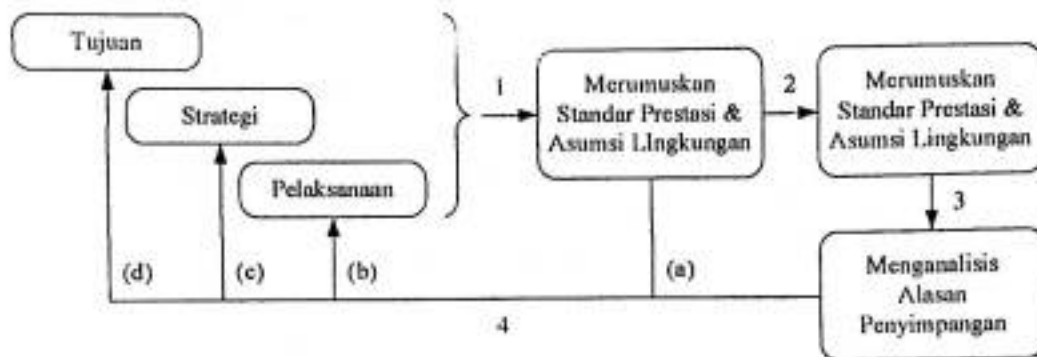 Tujuan
Strategi
Pelaksanaan
1
Merumuskan
Standar Prestasi &
Asumsi LIngkungan
2
Merumuskan
Standar Prestasi &
Asumsi Lingkungan
3
(d)
(c)
(b)
(a)
Menganalisis
Alasan
Penyimpangan
4